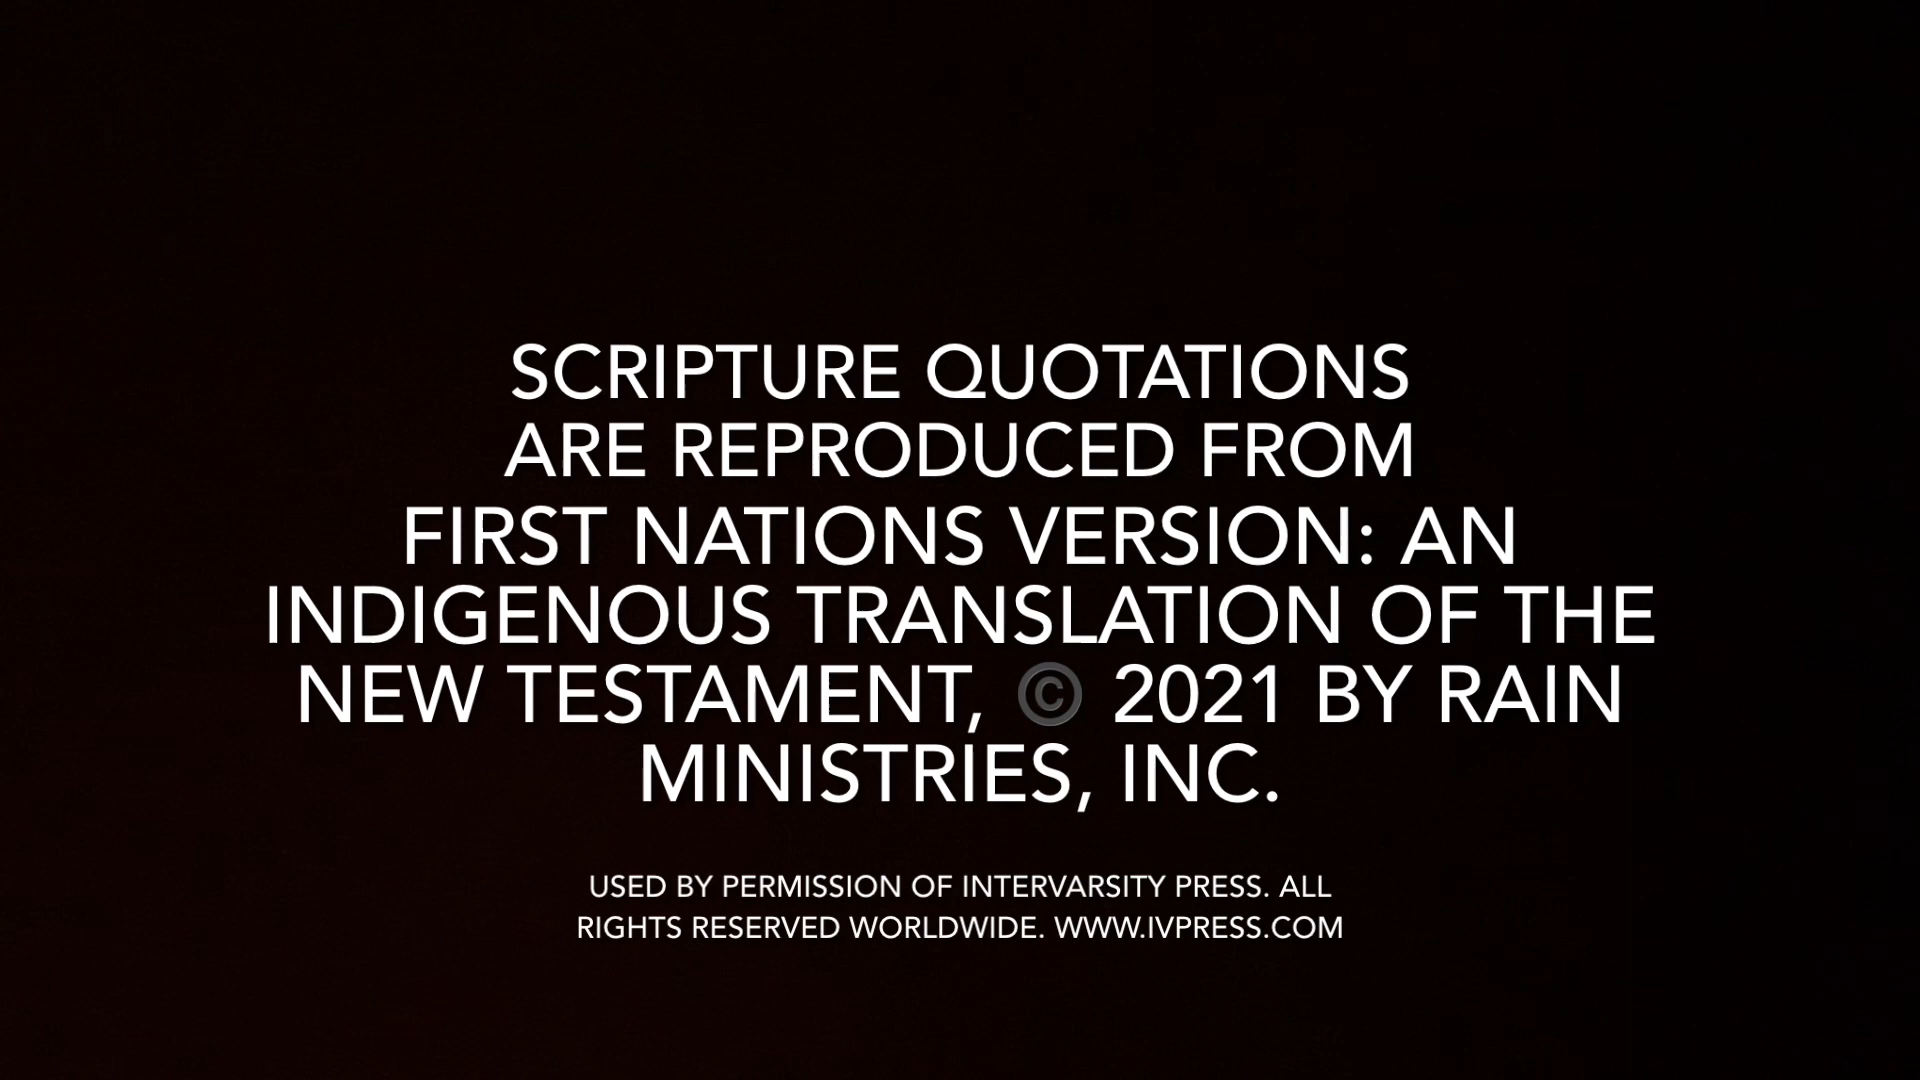 SCRIPTURE QUOTATIONS
ARE REPRODUCED FROM
FIRST NATIONS VERSION: AN
INDIGENOUS TRANSLATION OF THE
NEW TESTAMENT, © 2021 BY RAIN
MINISTRIES, INC.
USED BY PERMISSION OF INTERVARSITY PRESS. ALL
RIGHTS RESERVED WORLDWIDE. WWW.IVPRESS.COM